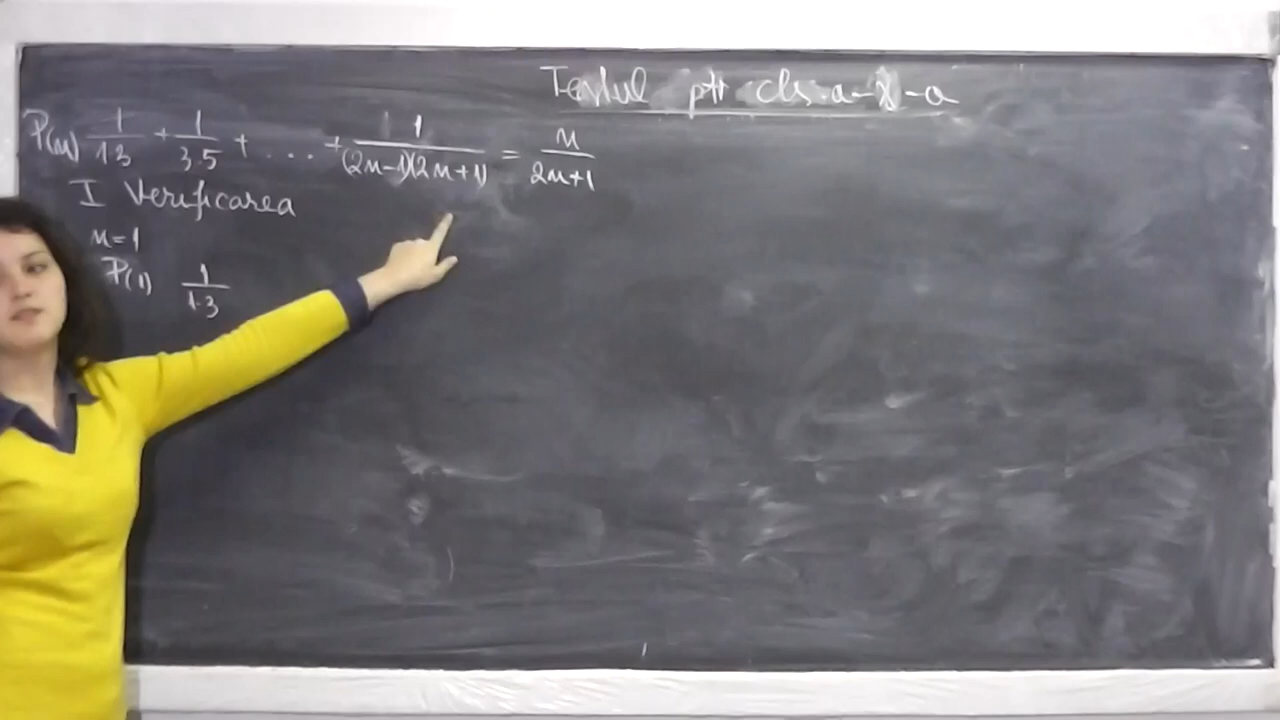 Testul ptr cls. a-X-a
P(n) 1/1·3 + 1/3·5 + ... + 1/(2n-1)(2n+1) = n/2n+1
I Verificarea
n=1
P(1) 1/1·3